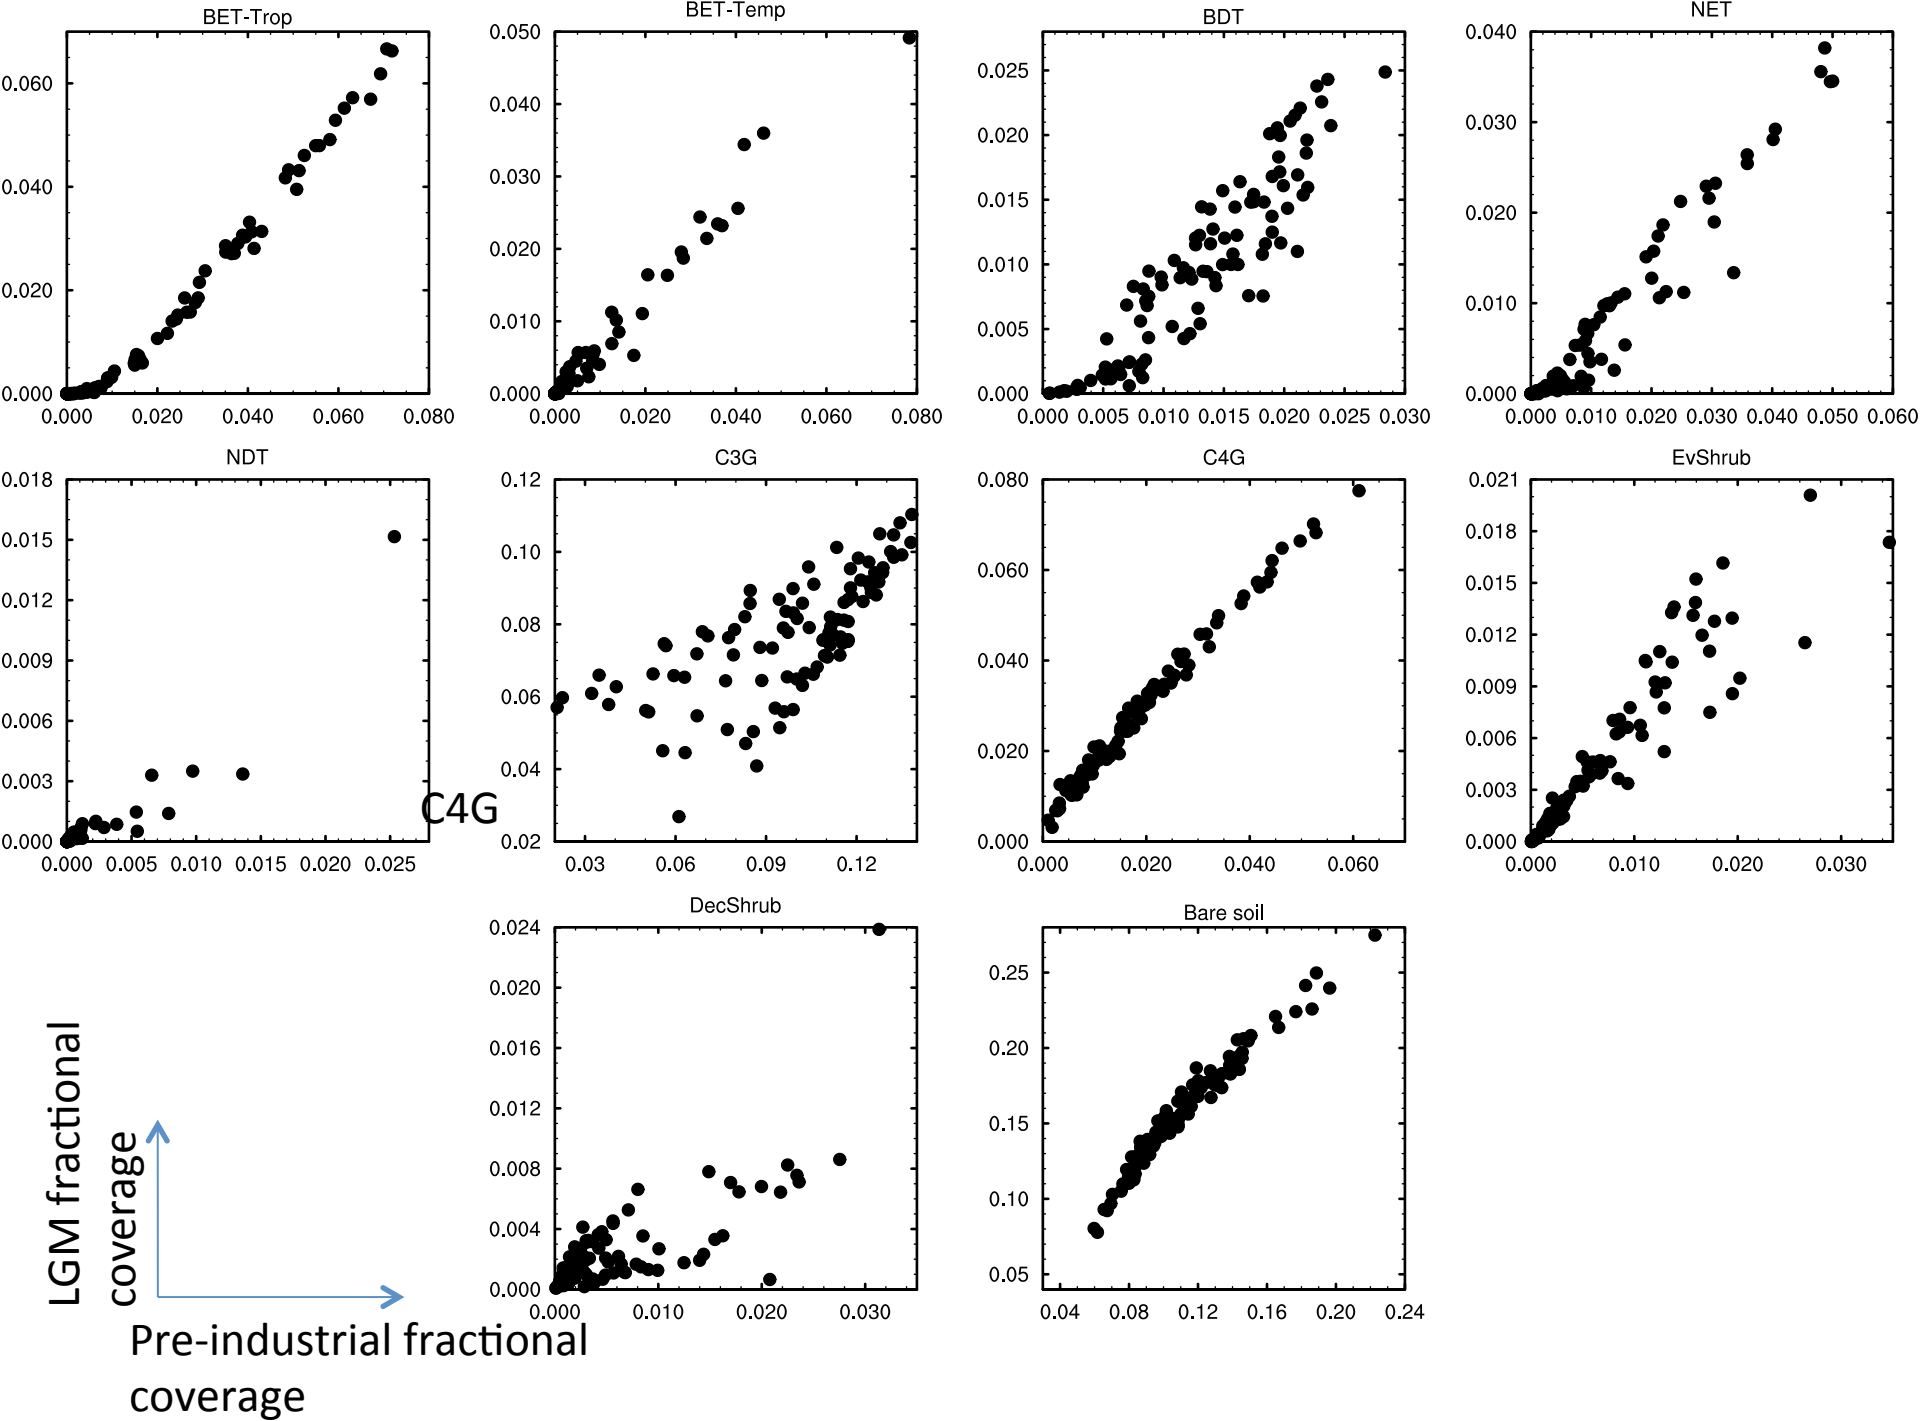 BET-Trop
BET-Temp
BDT
NET
0.060
0.040
0.020
0.000
0.000 0.020 0.040 0.060 0.080
0.050
0.040
0.030
0.020
0.010
0.000
0.000 0.020 0.040 0.060 0.080
0.025
0.020
0.015
0.010
0.005
0.000
0.000 0.005 0.010 0.015 0.020 0.025 0.030
0.040
0.030
0.020
0.010
0.000
0.000 0.010 0.020 0.030 0.040 0.050 0.060
NDT
C3G
C4G
EvShrub
0.018
0.015
0.012
0.009
0.006
0.003
0.000
0.000 0.005 0.010 0.015 0.020 0.025
C4G
0.12
0.10
0.08
0.06
0.04
0.02
0.03 0.06 0.09 0.12
0.080
0.060
0.040
0.020
0.000
0.000 0.020 0.040 0.060
0.021
0.018
0.015
0.012
0.009
0.006
0.003
0.000
0.000 0.010 0.020 0.030
DecShrub
Bare soil
0.024
0.020
0.016
0.012
0.008
0.004
0.000
0.000 0.010 0.020 0.030
0.25
0.20
0.15
0.10
0.05
0.04 0.08 0.12 0.16 0.20 0.24
LGM fractional
coverage
Pre-industrial fractional
coverage